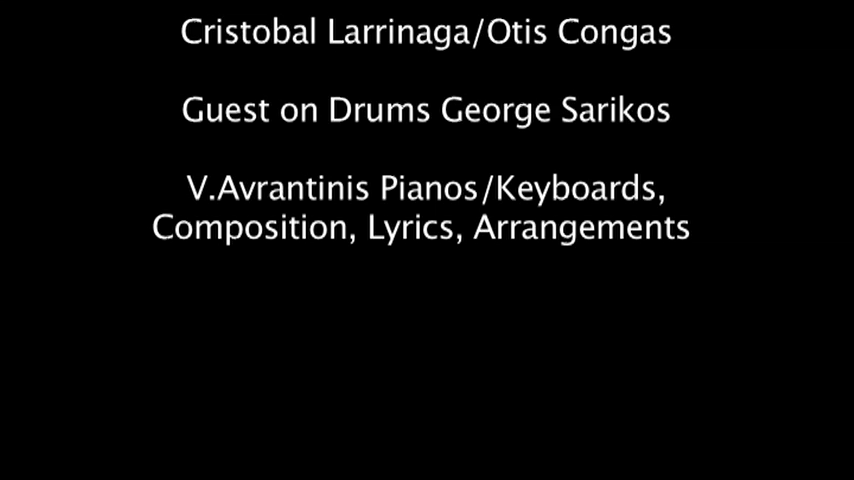 Cristobal Larrinaga/Otis Congas
Guest on Drums George Sarikos
V.Avrantinis Pianos/Keyboards,
Composition, Lyrics, Arrangements